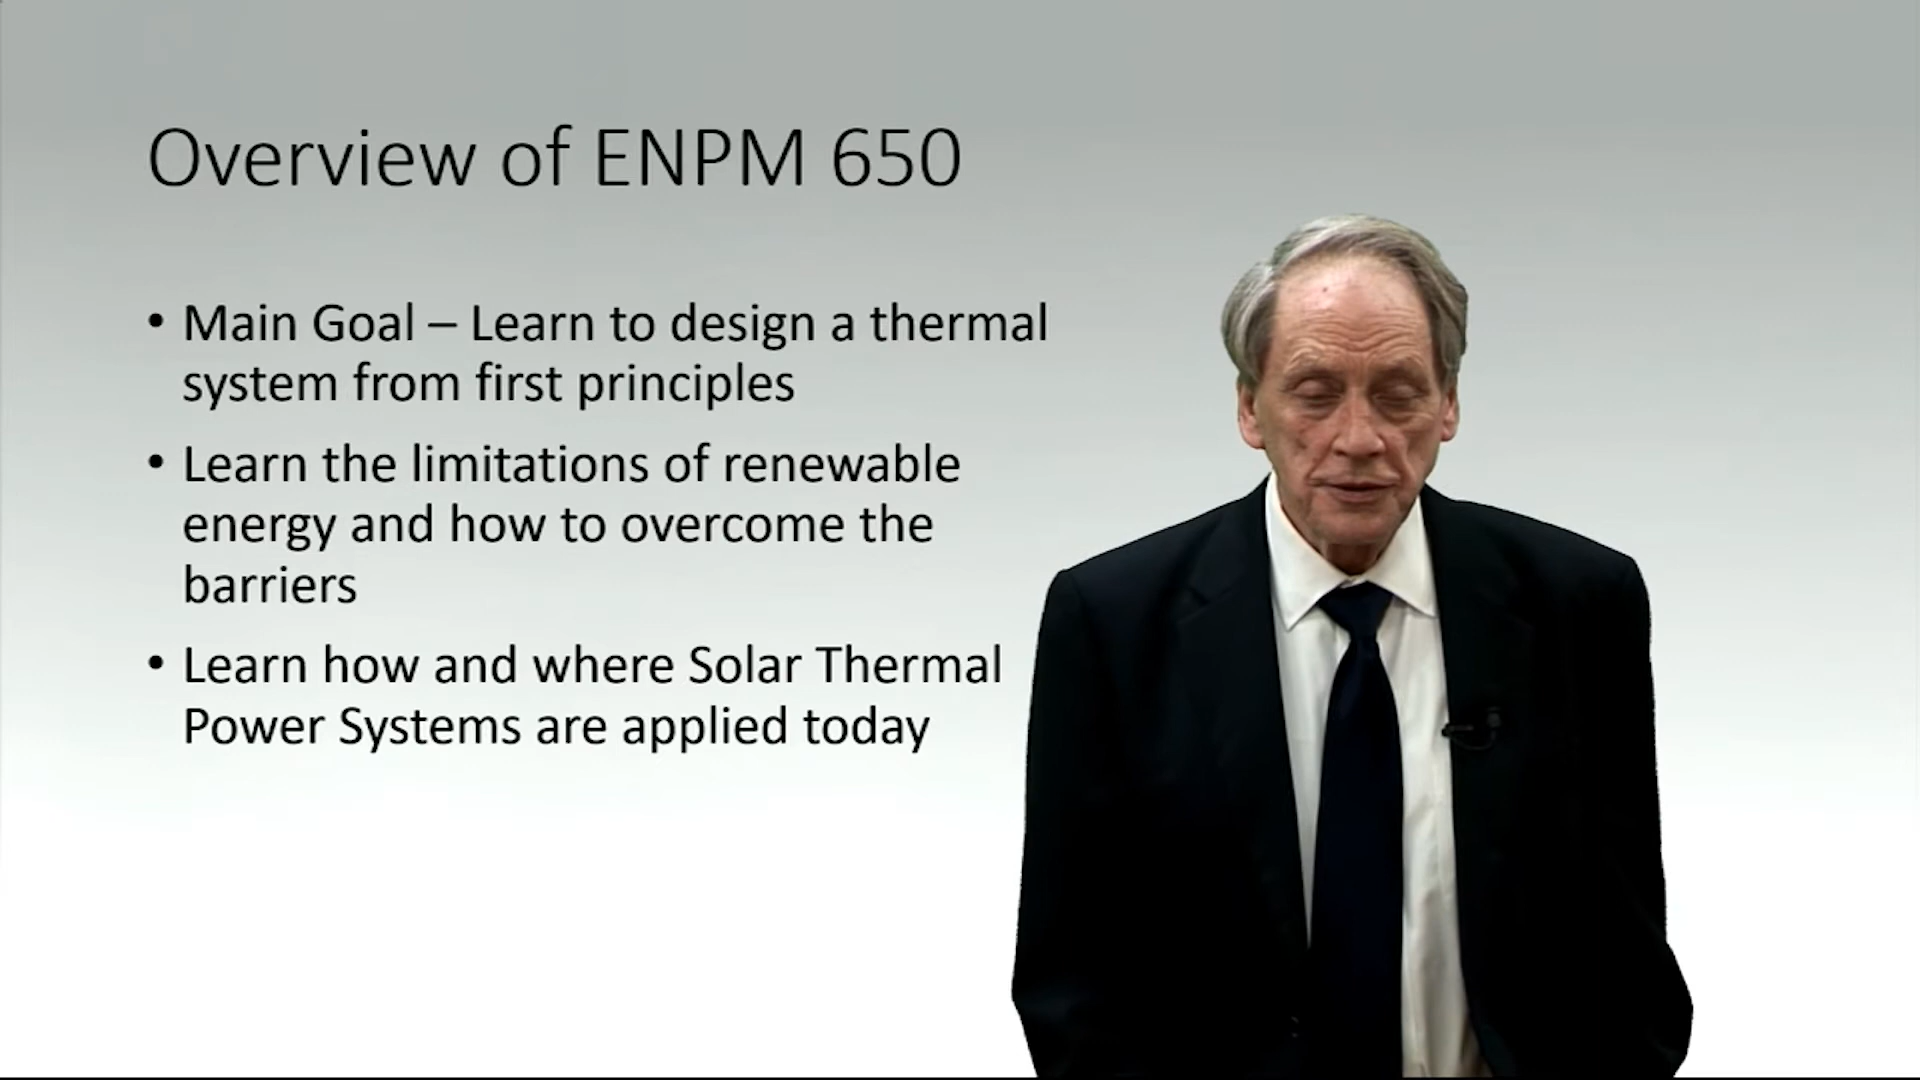 Overview of ENPM 650
• Main Goal – Learn to design a thermal
system from first principles
• Learn the limitations of renewable
energy and how to overcome the
barriers
• Learn how and where Solar Thermal
Power Systems are applied today